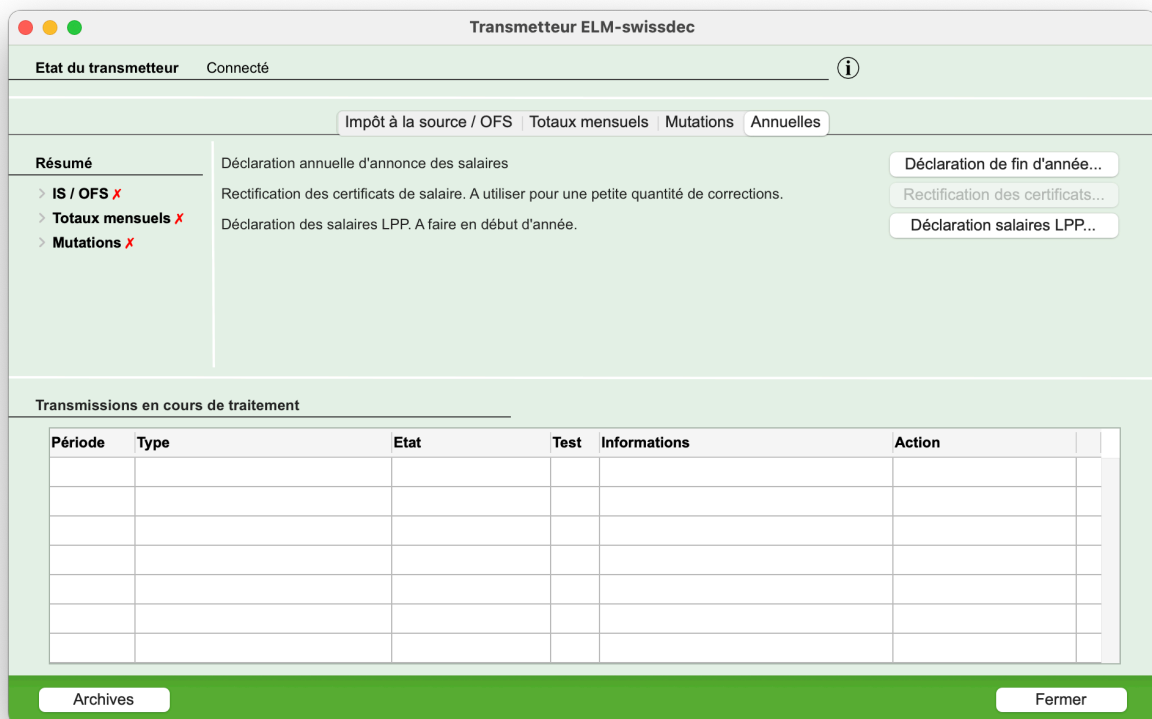 Transmetteur ELM-swissdec
Etat du transmetteur Connecté
Impôt à la source / OFS Totaux mensuels Mutations Annuelles
Résumé
IS / OFS ✗
Totaux mensuels ✗
Mutations ✗
Déclaration annuelle d'annonce des salaires
Déclaration de fin d'année...
Rectification des certificats de salaire. A utiliser pour une petite quantité de corrections.
Rectification des certificats...
Déclaration des salaires LPP. A faire en début d'année.
Déclaration salaires LPP...
Transmissions en cours de traitement
Période Type Etat Test Informations Action
Archives Fermer